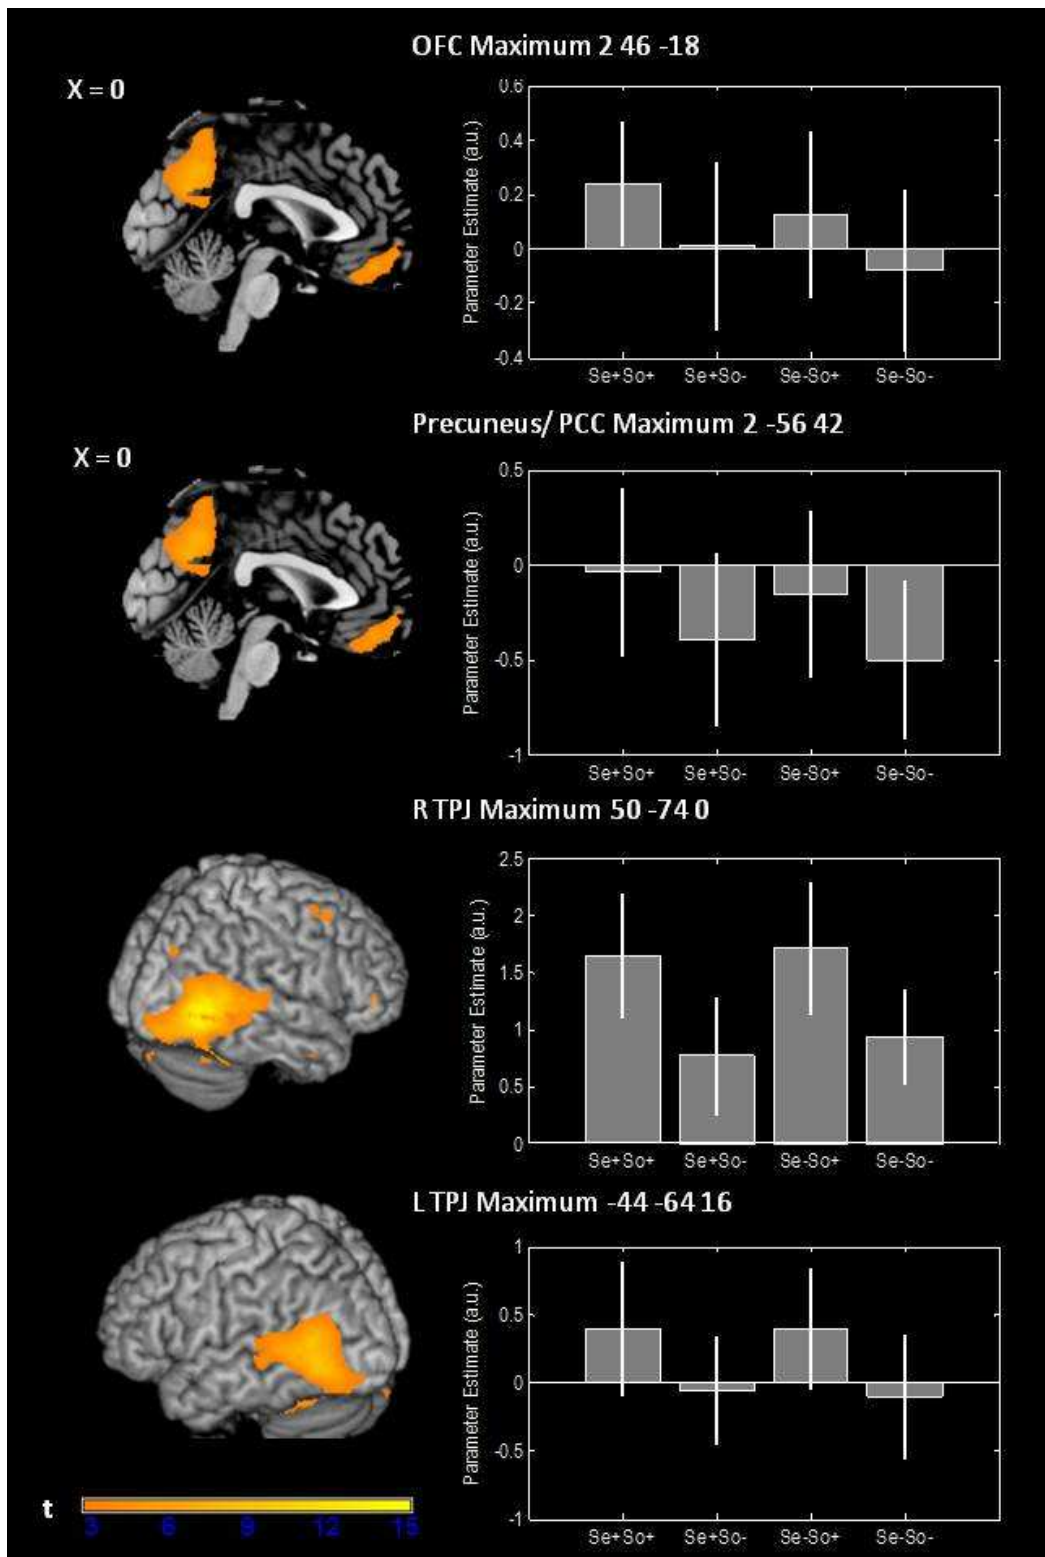 OFC Maximum 2 46 -18
X = 0
Parameter Estimate (a.u.)
0.6
0.4
0.2
0
-0.2
-0.4
Se+So+ Se+So- Se-So+ Se-So-
Precuneus/ PCC Maximum 2 -56 42
X = 0
Parameter Estimate (a.u.)
0.5
0
-0.5
-1
Se+So+ Se+So- Se-So+ Se-So-
R TPJ Maximum 50 -74 0
Parameter Estimate (a.u.)
2.5
2
1.5
1
0.5
0
Se+So+ Se+So- Se-So+ Se-So-
L TPJ Maximum -44 -64 16
Parameter Estimate (a.u.)
1
0.5
0
-0.5
-1
Se+So+ Se+So- Se-So+ Se-So-
t
3 6 9 12 15